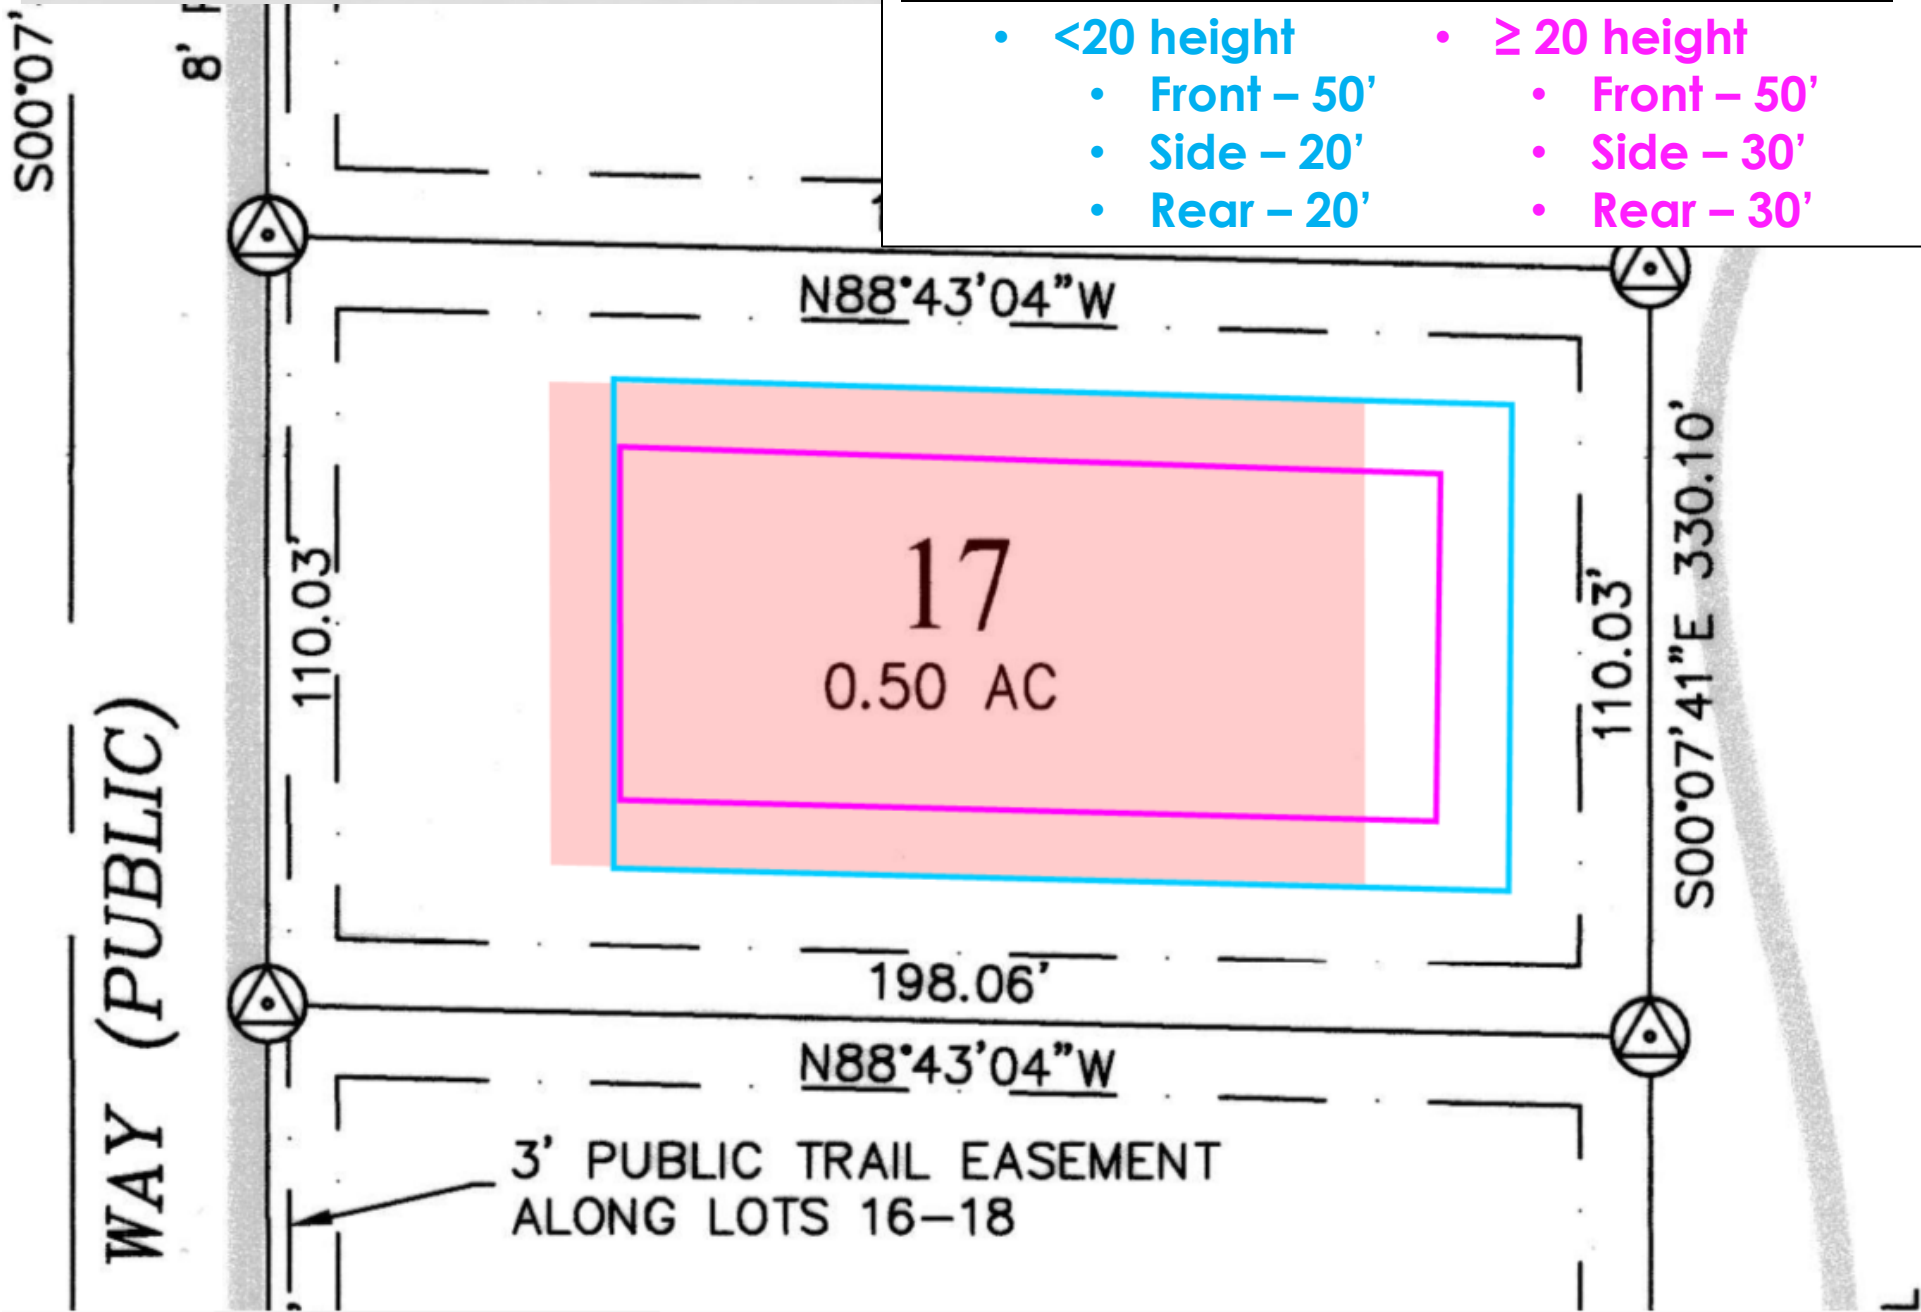 • <20 height
• Front – 50’
• Side – 20’
• Rear – 20’
• ≥ 20 height
• Front – 50’
• Side – 30’
• Rear – 30’
S00°07'
8'
N88°43'04"W
110.03'
17
0.50 AC
110.03'
S00°07'41"E 330.10'
WAY (PUBLIC)
198.06'
N88°43'04"W
3' PUBLIC TRAIL EASEMENT
ALONG LOTS 16–18